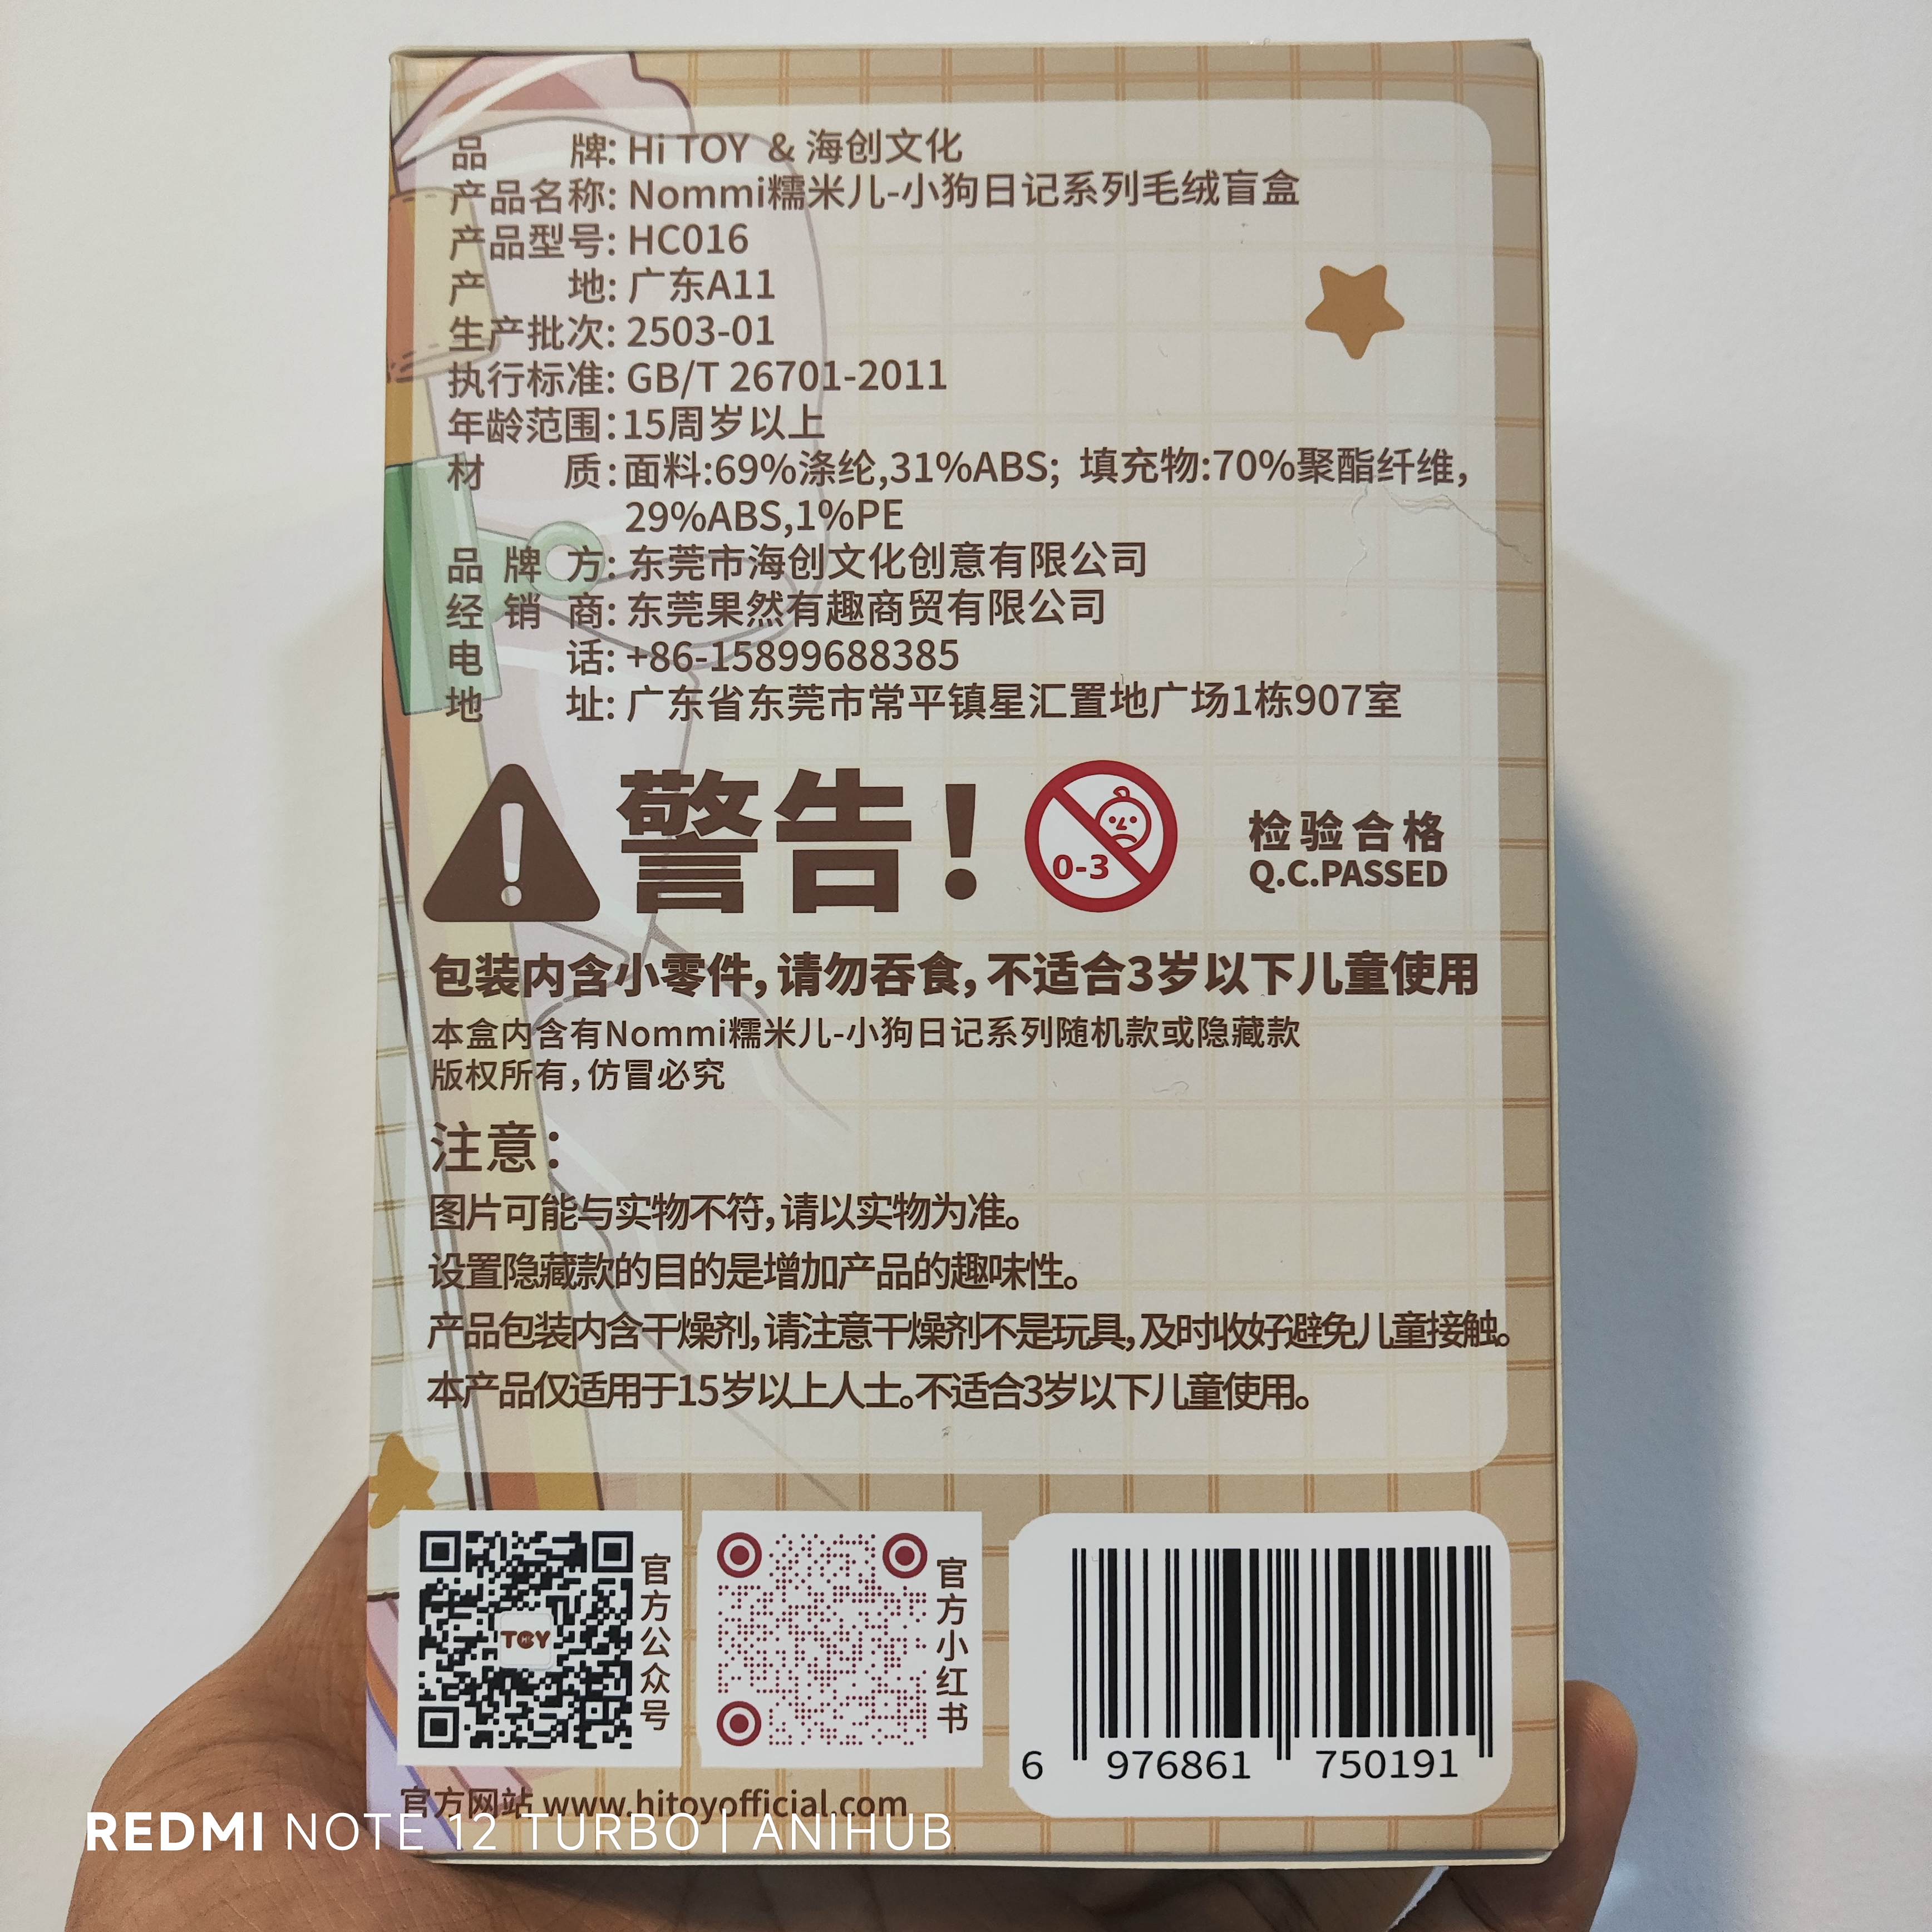 品牌: Hi TOY & 海创文化
产品名称: Nommi糯米儿-小狗日记系列毛绒盲盒
产品型号: HC016
产地: 广东A11
生产批次: 2503-01
执行标准: GB/T 26701-2011
年龄范围: 15周岁以上
材质: 面料:69%涤纶,31%ABS; 填充物:70%聚酯纤维,
29%ABS,1%PE
品牌方: 东莞市海创文化创意有限公司
经销商: 东莞果然有趣商贸有限公司
电话: +86-15899688385
地址: 广东省东莞市常平镇星汇置地广场1栋907室
警告!
0-3
检验合格
Q.C.PASSED
包装内含小零件,请勿吞食,不适合3岁以下儿童使用
本盒内含有Nommi糯米儿-小狗日记系列随机款或隐藏款
版权所有,仿冒必究
注意:
图片可能与实物不符,请以实物为准。
设置隐藏款的目的是增加产品的趣味性。
产品包装内含干燥剂,请注意干燥剂不是玩具,及时收好避免儿童接触。
本产品仅适用于15岁以上人士。不适合3岁以下儿童使用。
TOY
官方公众号
官方小红书
6 976861 750191
官方网站 www.hitoyofficial.com
REDMI NOTE 12 TURBO | ANIHUB